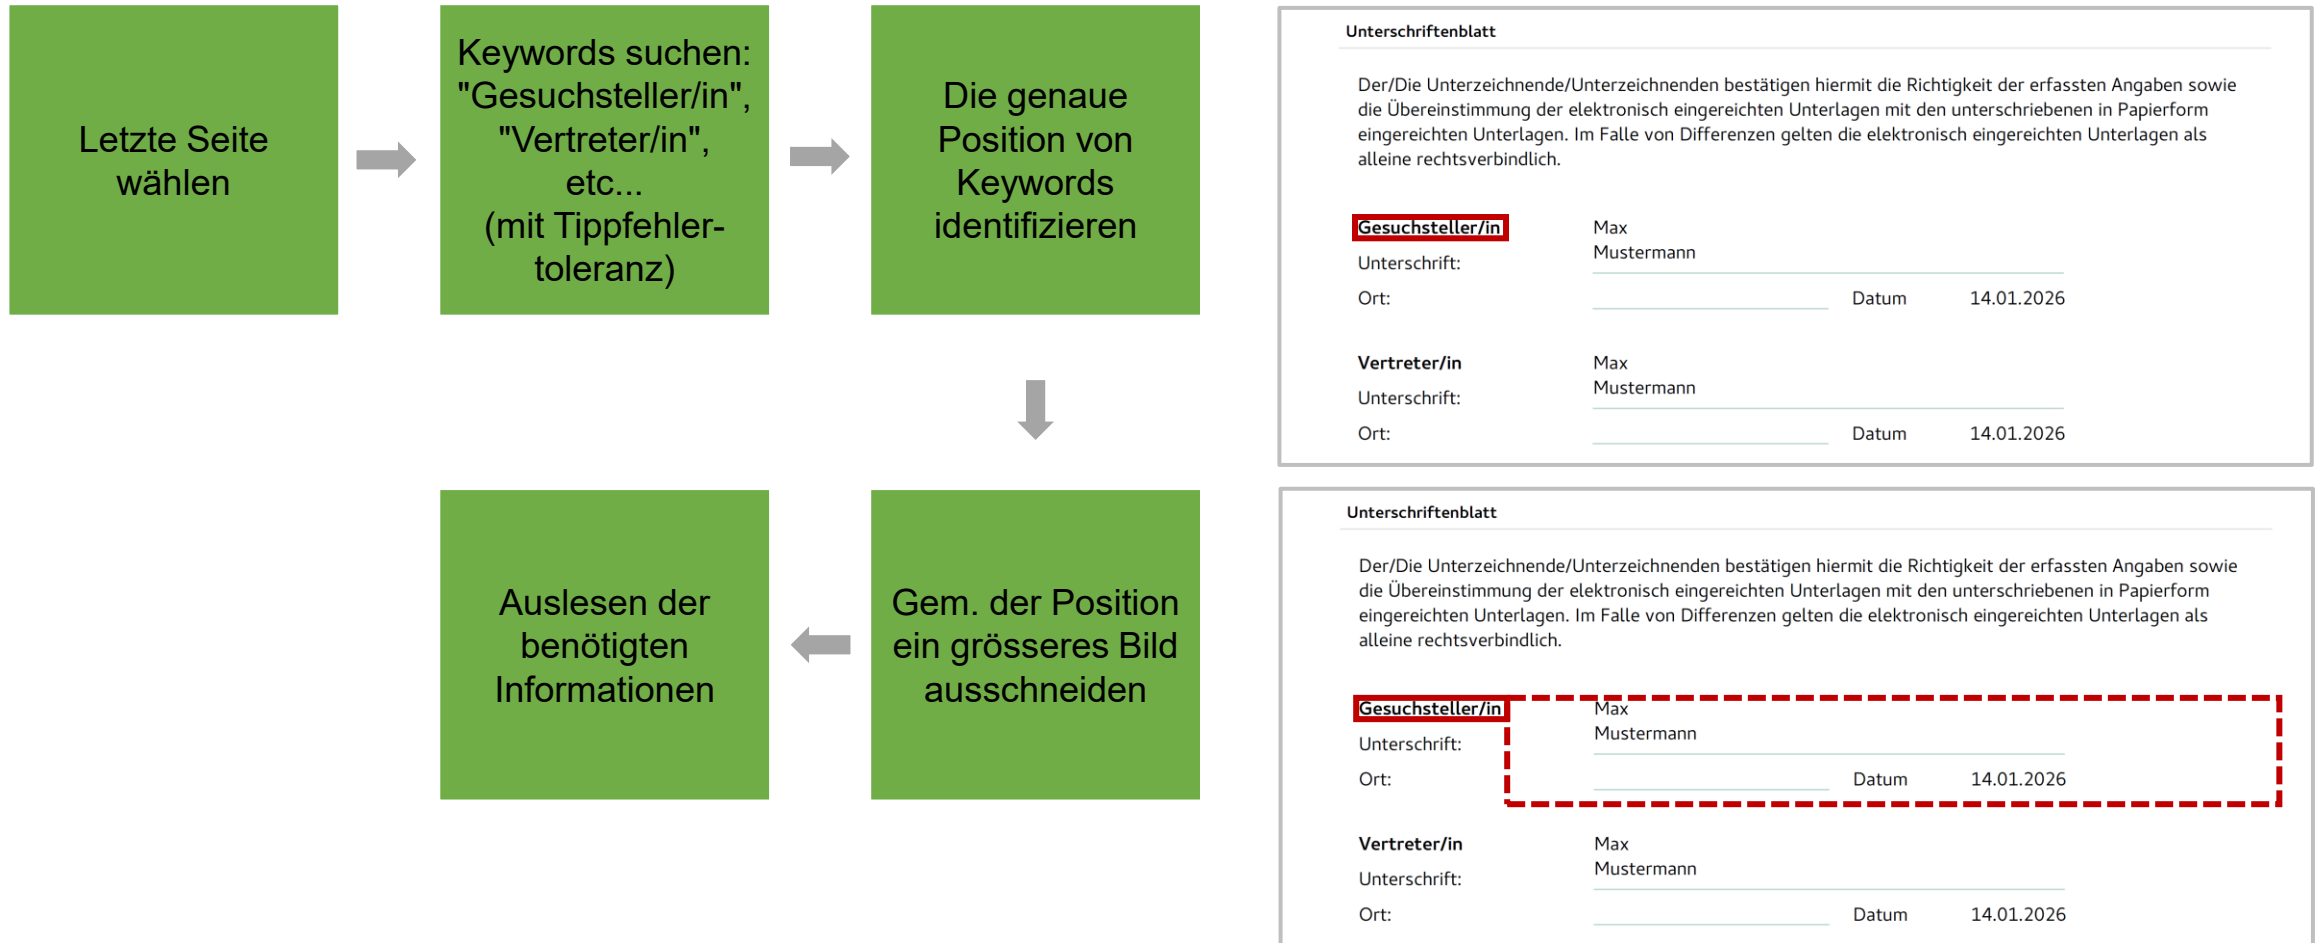 Letzte Seite
wählen
Keywords suchen:
"Gesuchsteller/in",
"Vertreter/in",
etc...
(mit Tippfehler-
toleranz)
Die genaue
Position von
Keywords
identifizieren
Gem. der Position
ein grösseres Bild
ausschneiden
Auslesen der
benötigten
Informationen
Unterschriftenblatt
Der/Die Unterzeichnende/Unterzeichnenden bestätigen hiermit die Richtigkeit der erfassten Angaben sowie
die Übereinstimmung der elektronisch eingereichten Unterlagen mit den unterschriebenen in Papierform
eingereichten Unterlagen. Im Falle von Differenzen gelten die elektronisch eingereichten Unterlagen als
alleine rechtsverbindlich.
Gesuchsteller/in Max
Mustermann
Unterschrift:
Ort: Datum 14.01.2026
Vertreter/in Max
Mustermann
Unterschrift:
Ort: Datum 14.01.2026
Unterschriftenblatt
Der/Die Unterzeichnende/Unterzeichnenden bestätigen hiermit die Richtigkeit der erfassten Angaben sowie
die Übereinstimmung der elektronisch eingereichten Unterlagen mit den unterschriebenen in Papierform
eingereichten Unterlagen. Im Falle von Differenzen gelten die elektronisch eingereichten Unterlagen als
alleine rechtsverbindlich.
Gesuchsteller/in Max
Mustermann
Unterschrift:
Ort: Datum 14.01.2026
Vertreter/in Max
Mustermann
Unterschrift:
Ort: Datum 14.01.2026